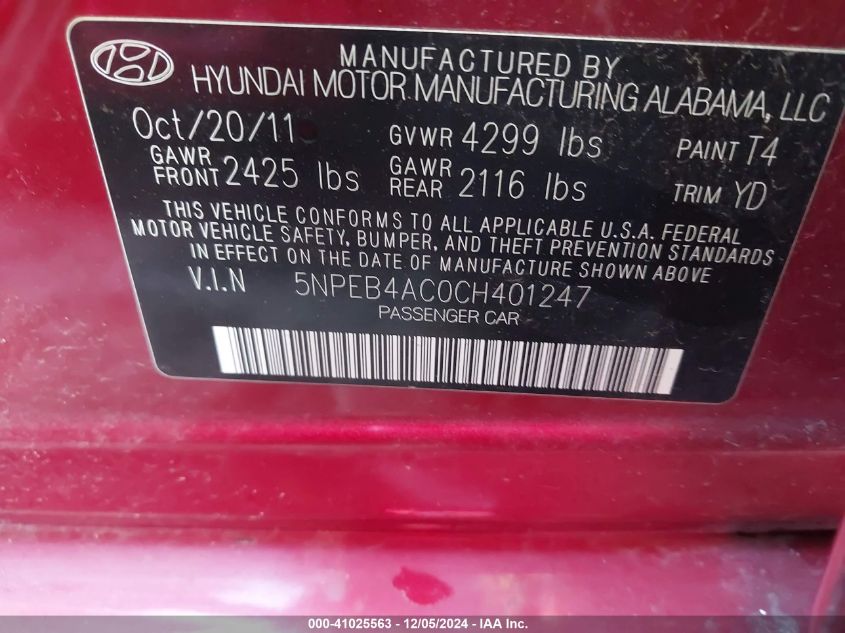 MANUFACTURED BY
HYUNDAI MOTOR MANUFACTURING ALABAMA, LLC
Oct/20/11 GVWR 4299 lbs PAINT T4
GAWR FRONT 2425 lbs GAWR REAR 2116 lbs TRIM YD
THIS VEHICLE CONFORMS TO ALL APPLICABLE U.S.A. FEDERAL
MOTOR VEHICLE SAFETY, BUMPER, AND THEFT PREVENTION STANDARDS
IN EFFECT ON THE DATE OF MANUFACTURE SHOWN ABOVE
V.I.N 5NPEB4AC0CH401247
PASSENGER CAR
000-41025563 - 12/05/2024 - IAA Inc.